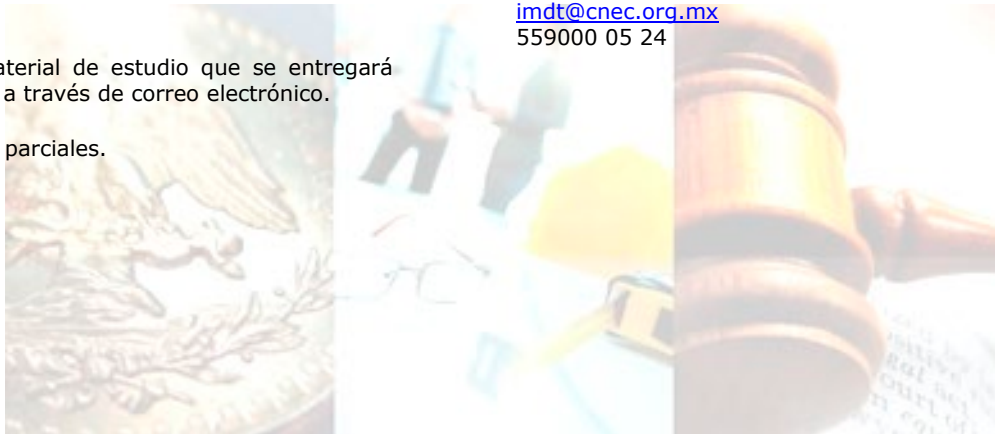 imdt@cnec.org.mx
559000 05 24
aterial de estudio que se entregará
a través de correo electrónico.
parciales.